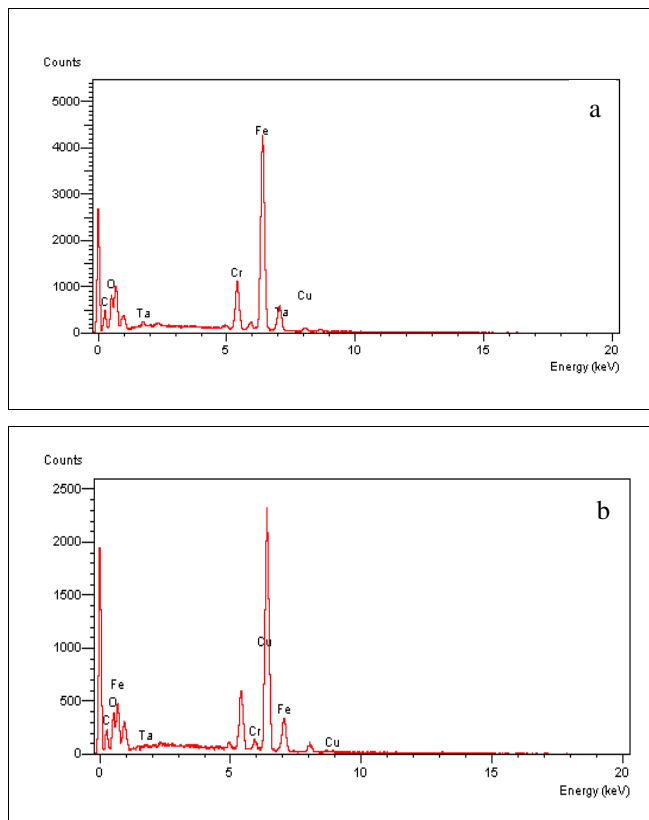 Counts
a
5000
Fe
4000
3000
2000
Cr
O
1000
Cu
C
Ta
Ta
0
0 5 10 15 20
Energy (keV)
Counts
2500
b
2000
1500
Cu
1000
Fe
500
O
Fe
C
Cr
Ta
Cu
0
0 5 10 15 20
Energy (keV)